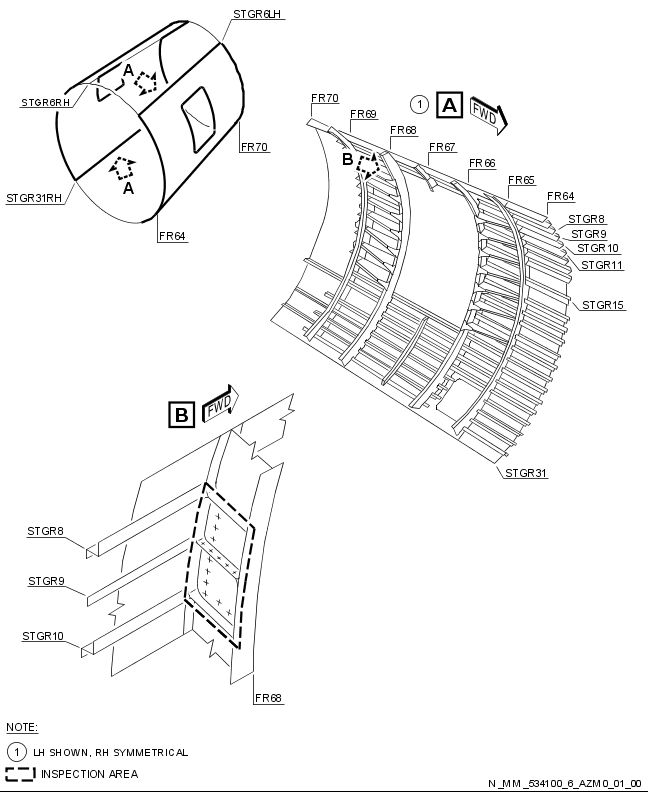 STGR6LH
A
STGR6RH
A
STGR31RH
FR70
FR64
1 A FWD
FR70
FR69
FR68
FR67
FR66
FR65
FR64
B
STGR8
STGR9
STGR10
STGR11
STGR15
STGR31
B FWD
STGR8
STGR9
STGR10
FR68
NOTE:
1 LH SHOWN, RH SYMMETRICAL
INSPECTION AREA
N_MM_534100_6_AZM0_01_00